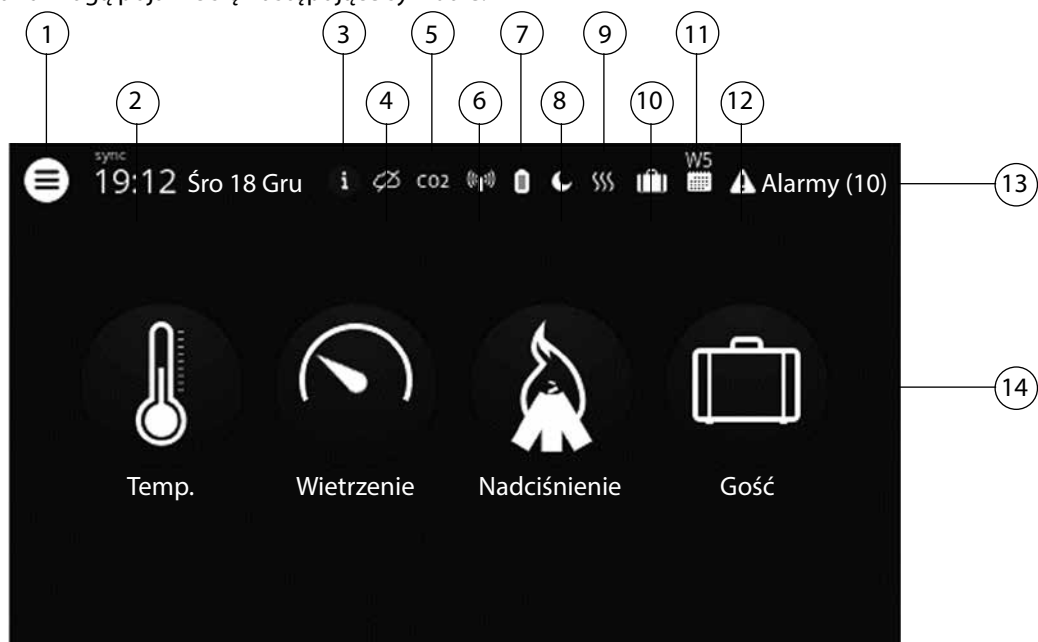 1 3 5 7 9 11
2 4 6 8 10 12
sync W5
19:12 Śro 18 Gru i CO2 Alarmy (10) 13
14
Temp. Wietrzenie Nadciśnienie Gość